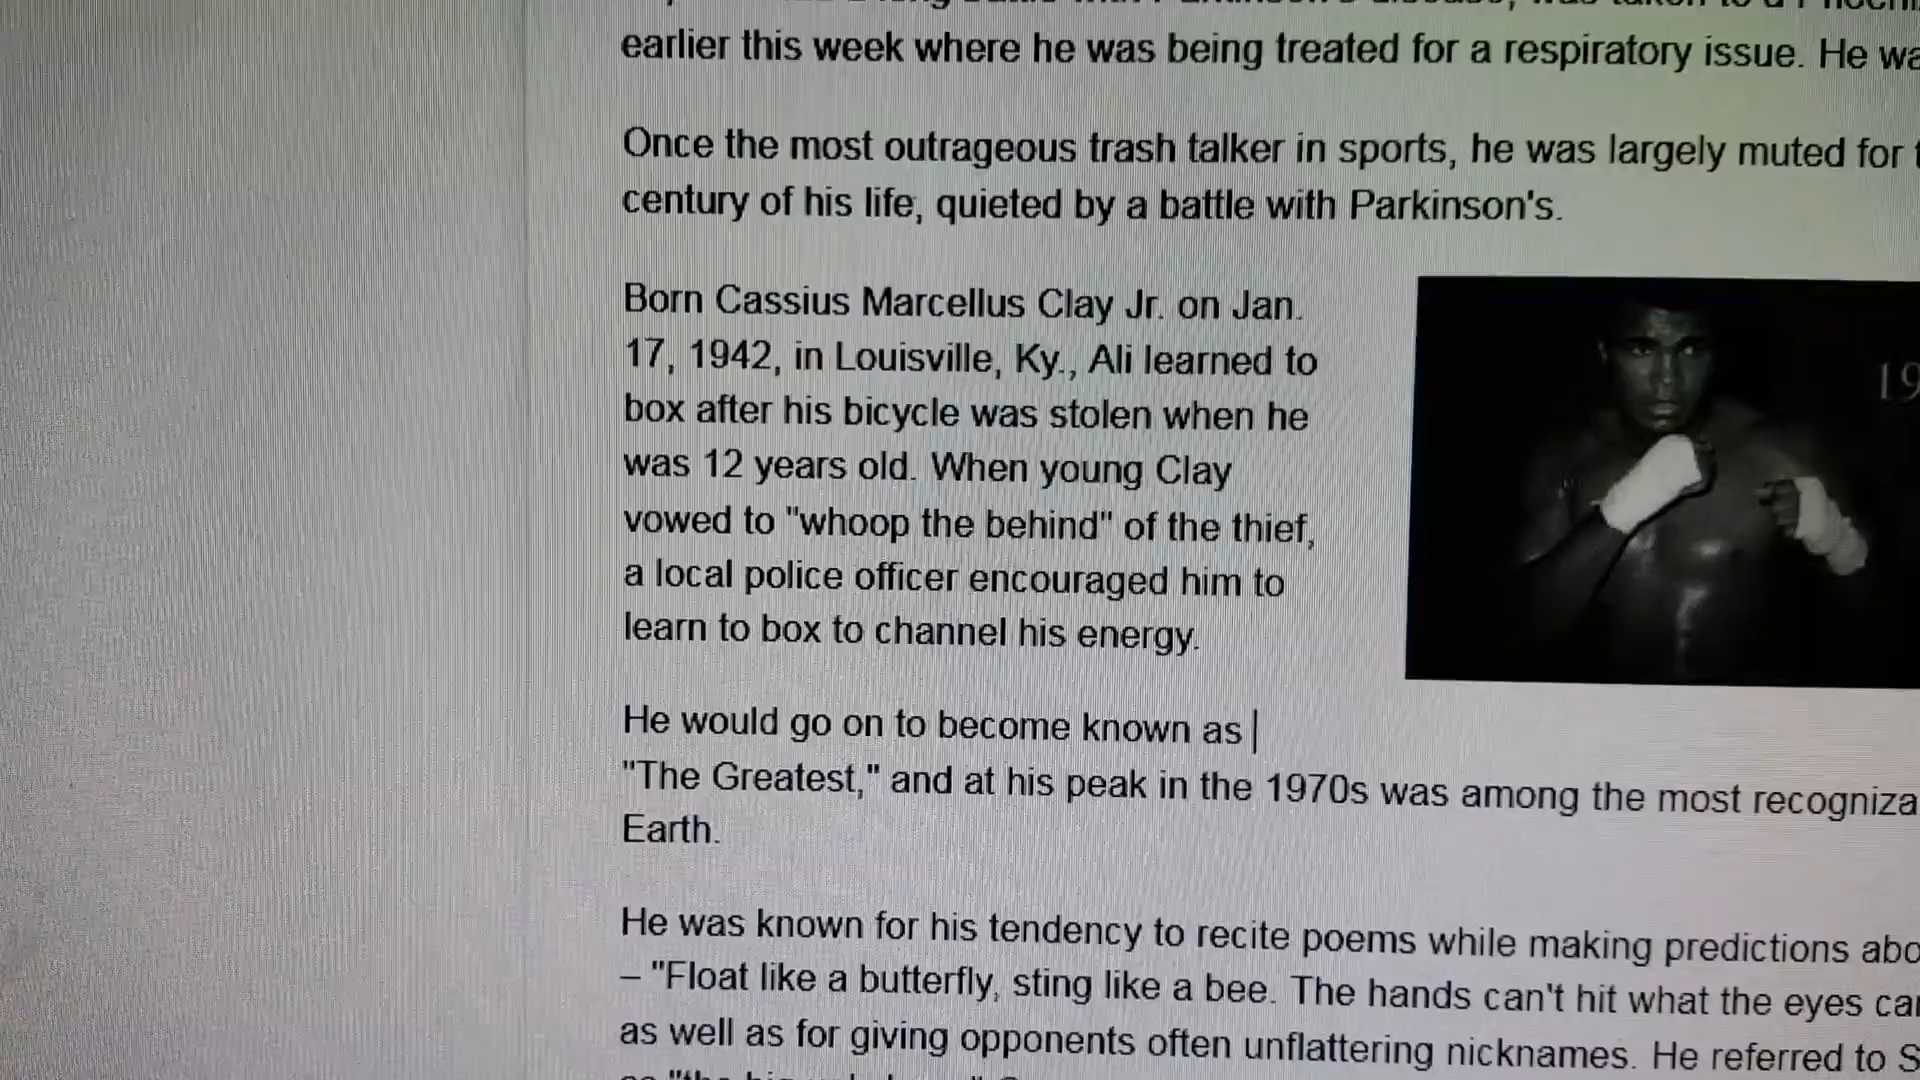 earlier this week where he was being treated for a respiratory issue. He
Once the most outrageous trash talker in sports, he was largely muted for
century of his life, quieted by a battle with Parkinson's.
Born Cassius Marcellus Clay Jr. on Jan.
17, 1942, in Louisville, Ky., Ali learned to
box after his bicycle was stolen when he
was 12 years old. When young Clay
vowed to "whoop the behind" of the thief,
a local police officer encouraged him to
learn to box to channel his energy.
19
He would go on to become known as
"The Greatest," and at his peak in the 1970s was among the most
Earth.
He was known for his tendency to recite poems while making predictions
– "Float like a butterfly, sting like a bee. The hands can't hit what the eyes
as well as for giving opponents often unflattering nicknames. He referred to